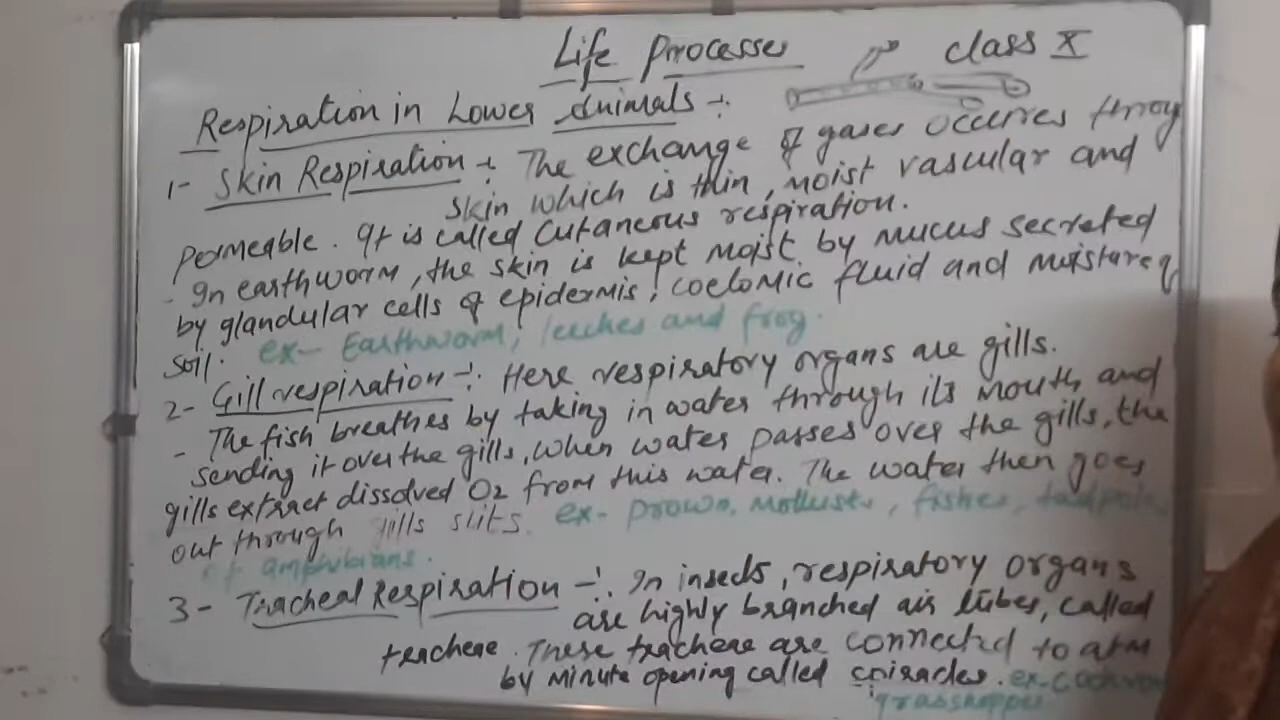 Life Processes class X
Respiration in Lower Animals :-
1- Skin Respiration :- The exchange of gases occurres throug
skin which is thin, moist vascular and
permeable. It is called cutaneous respiration.
- In earthworm, the skin is kept moist by mucus secreted
by glandular cells of epidermis, coelomic fluid and moisture of
soil. ex- Earthworm, leeches and frog.
2- Gill respiration :- Here respiratory organs are gills.
- The fish breathes by taking in water through its mouth and
sending it over the gills, when water passes over the gills, the
gills extract dissolved O2 from this water. The water then goes
out through gills slits. ex- prown, mollusks, fishes, tadpole
of amphibians.
3- Tracheal Respiration :- In insects, respiratory organs
are highly branched air tubes, called
tracheae. These tracheae are connected to atm
by minute opening called spiracles. ex-
grasshopper